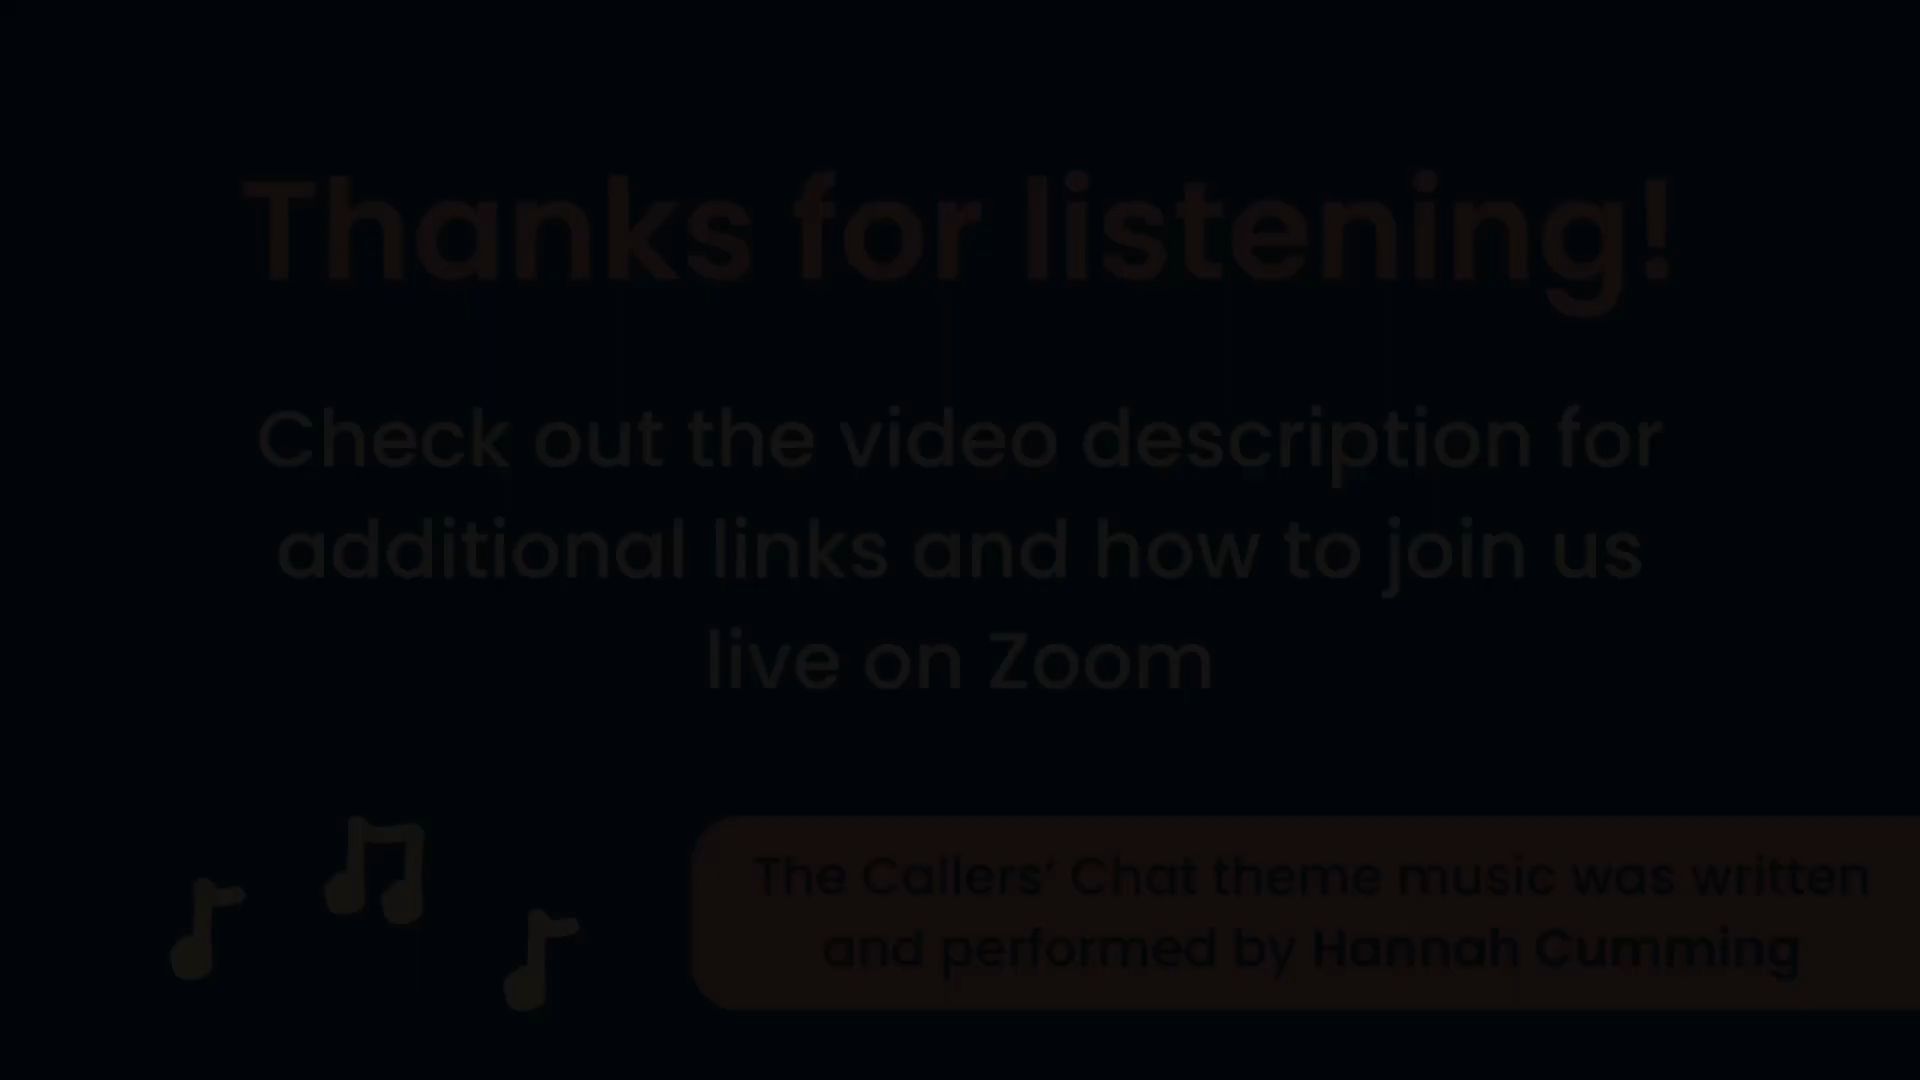 Thanks for listening!
Check out the video description for
additional links and how to join us
live on Zoom
The Callers' Chat theme music was written
and performed by Hannah Cumming